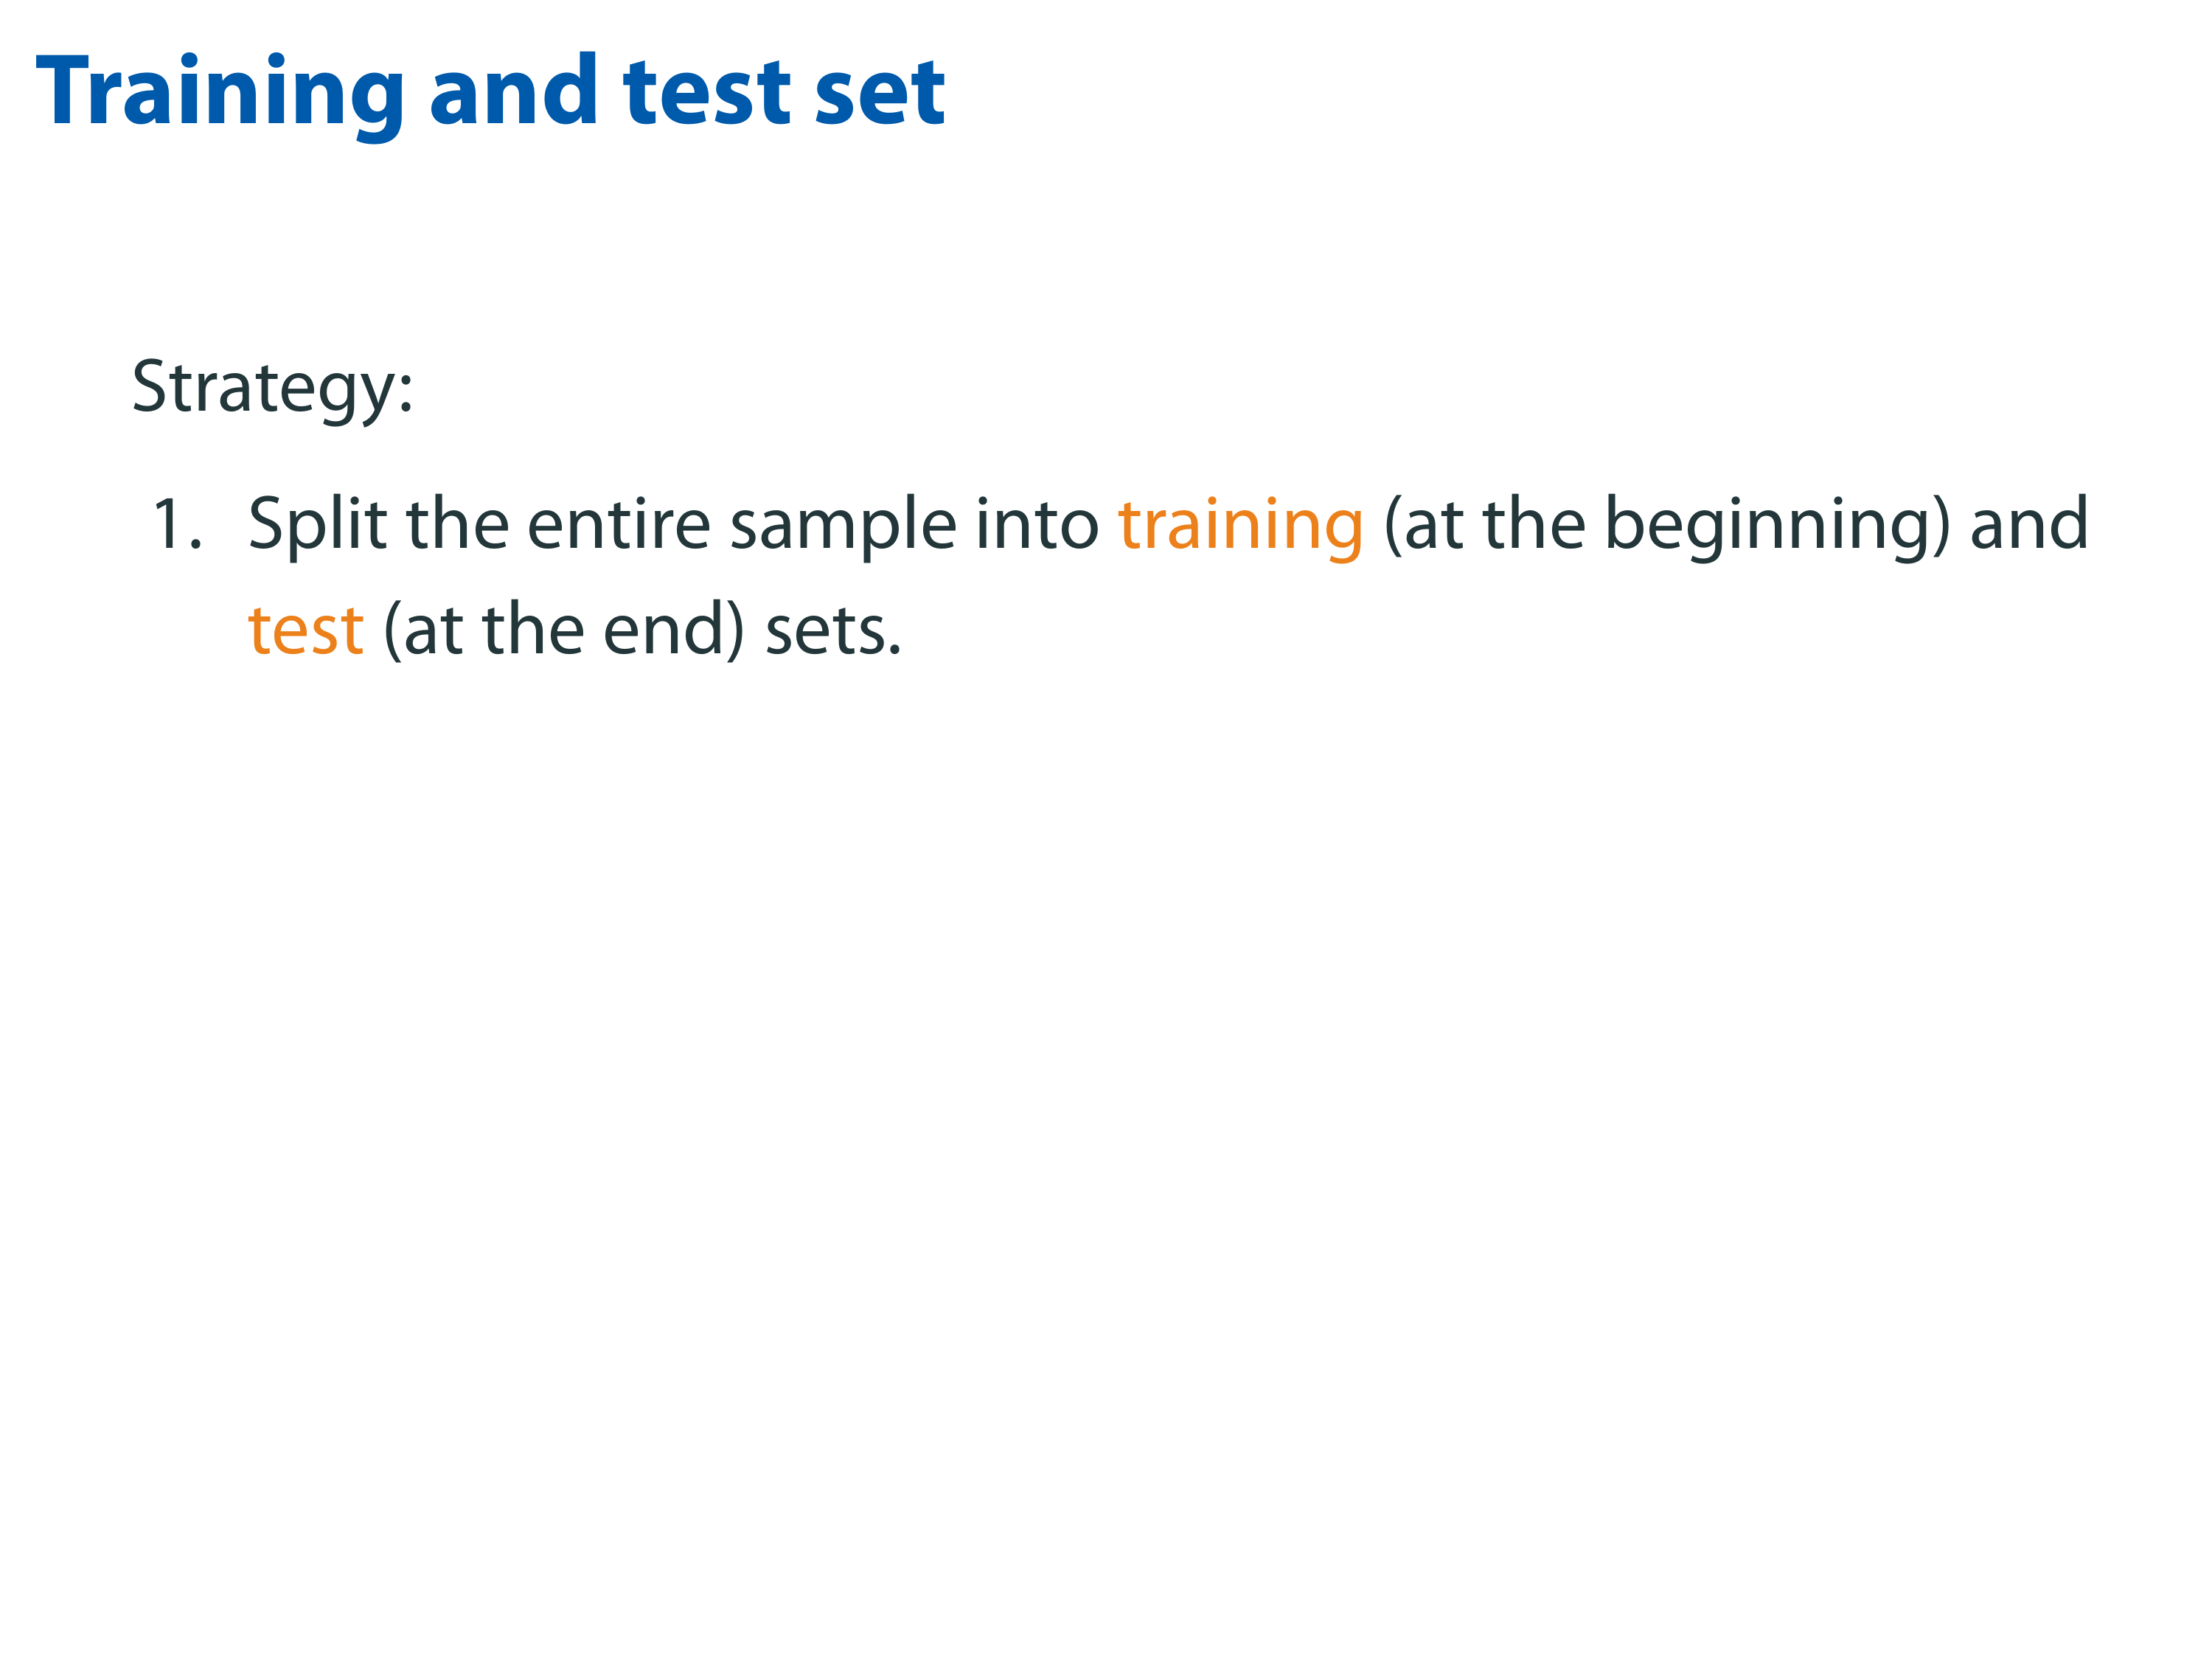 Training and test set
Strategy:
1. Split the entire sample into training (at the beginning) and
test (at the end) sets.